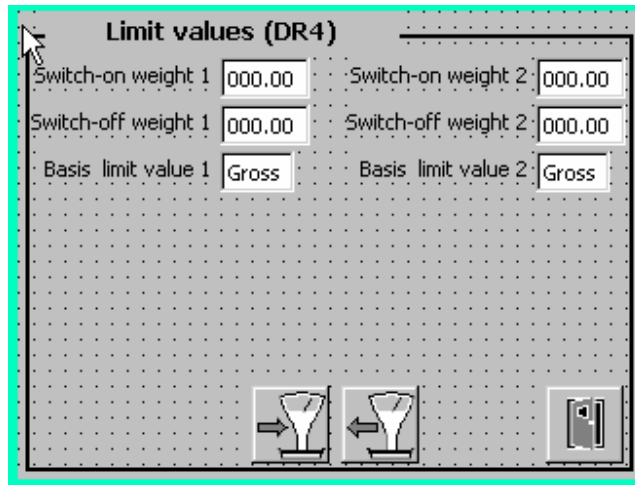 Limit values (DR4)
Switch-on weight 1 000.00 Switch-on weight 2 000.00
Switch-off weight 1 000.00 Switch-off weight 2 000.00
Basis limit value 1 Gross Basis limit value 2 Gross